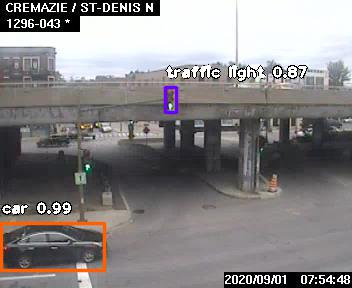 CREMAZIE / ST-DENIS N
1296-043 *
traffic light 0.87
car 0.99
2020/09/01 07:54:48